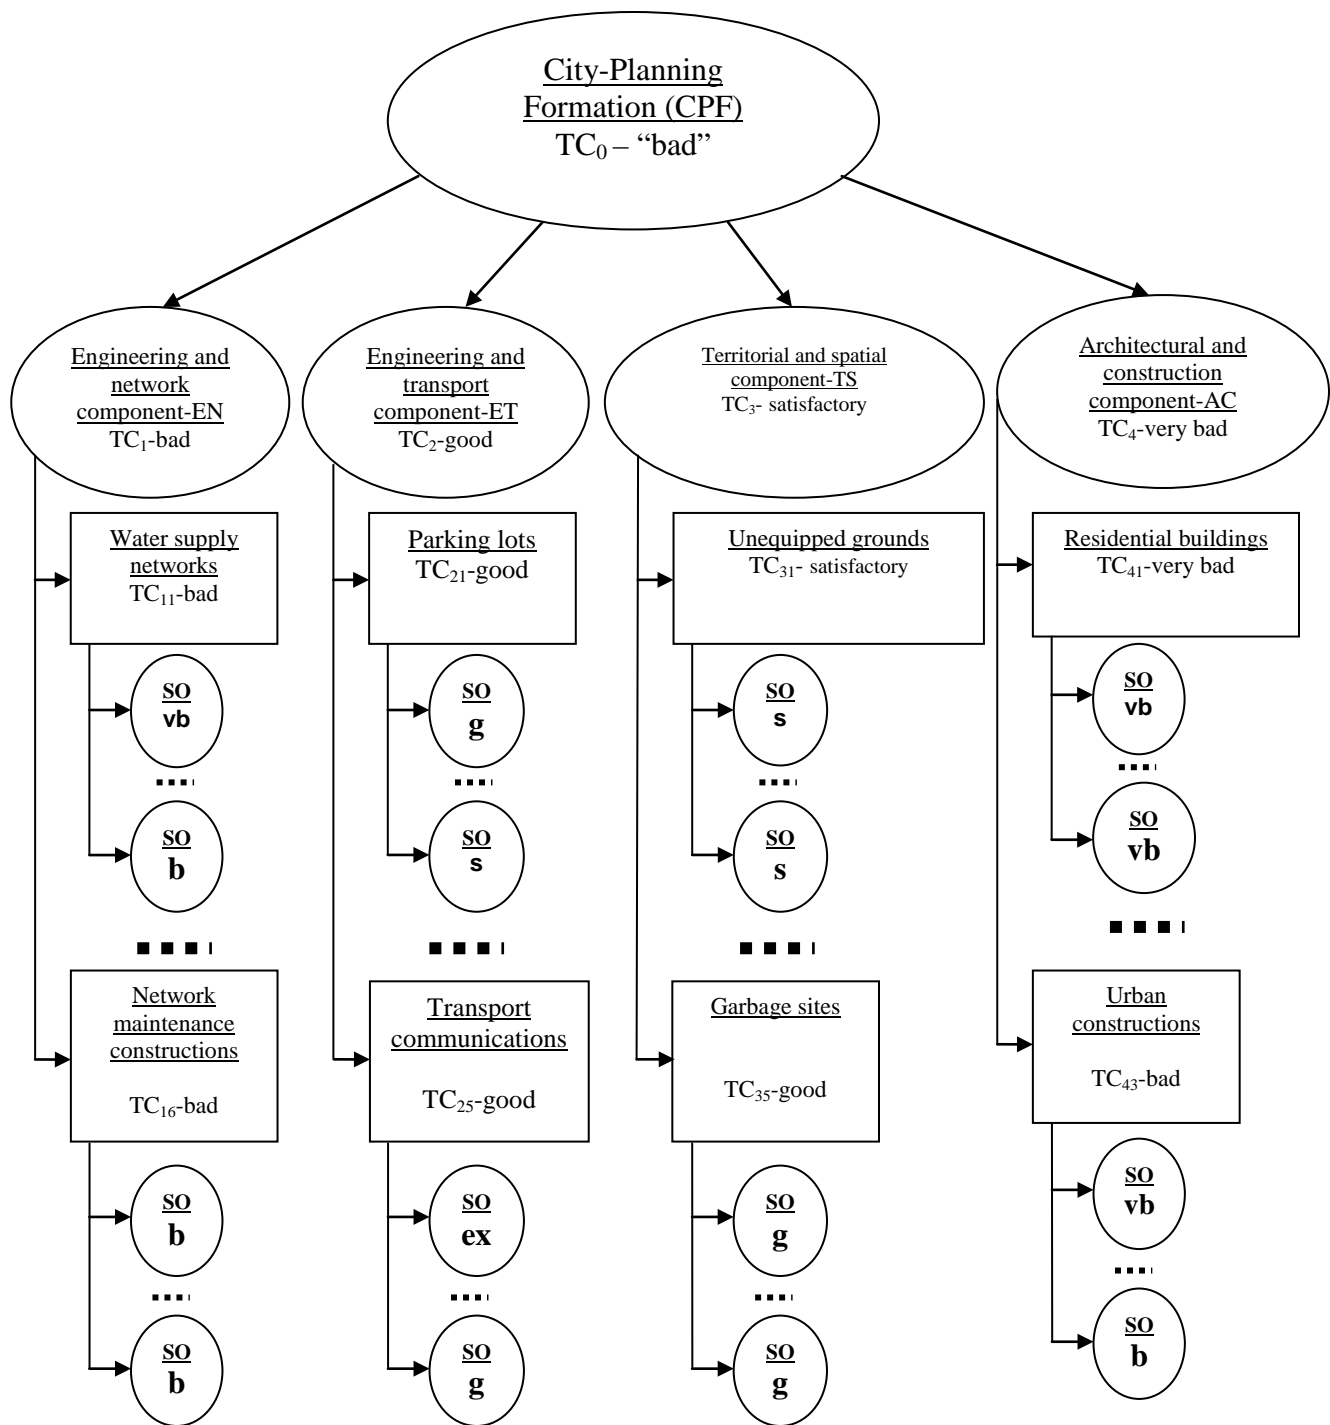 City-Planning
Formation (CPF)
TC₀ – “bad”
Engineering and
network
component-EN
TC₁-bad
Engineering and
transport
component-ET
TC₂-good
Territorial and spatial
component-TS
TC₃- satisfactory
Architectural and
construction
component-AC
TC₄-very bad
Water supply
networks
TC₁₁-bad
SO
vb
SO
b
Network
maintenance
constructions
TC₁₆-bad
SO
b
SO
b
Parking lots
TC₂₁-good
SO
g
SO
s
Transport
communications
TC₂₅-good
SO
ex
SO
g
Unequipped grounds
TC₃₁- satisfactory
SO
s
SO
s
Garbage sites
TC₃₅-good
SO
g
SO
g
Residential buildings
TC₄₁-very bad
SO
vb
SO
vb
Urban
constructions
TC₄₃-bad
SO
vb
SO
b